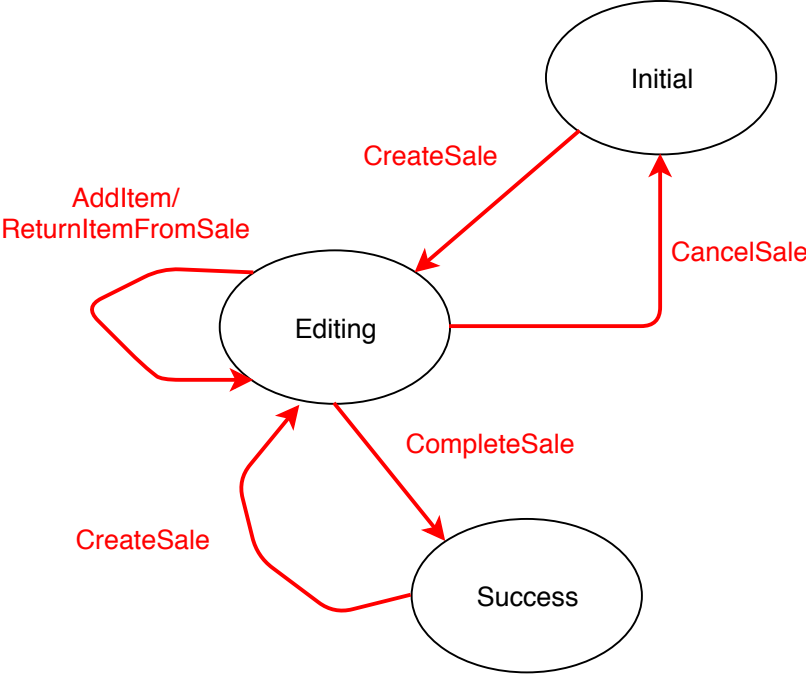 Initial
CreateSale
AddItem/
ReturnItemFromSale
CancelSale
Editing
CompleteSale
CreateSale
Success